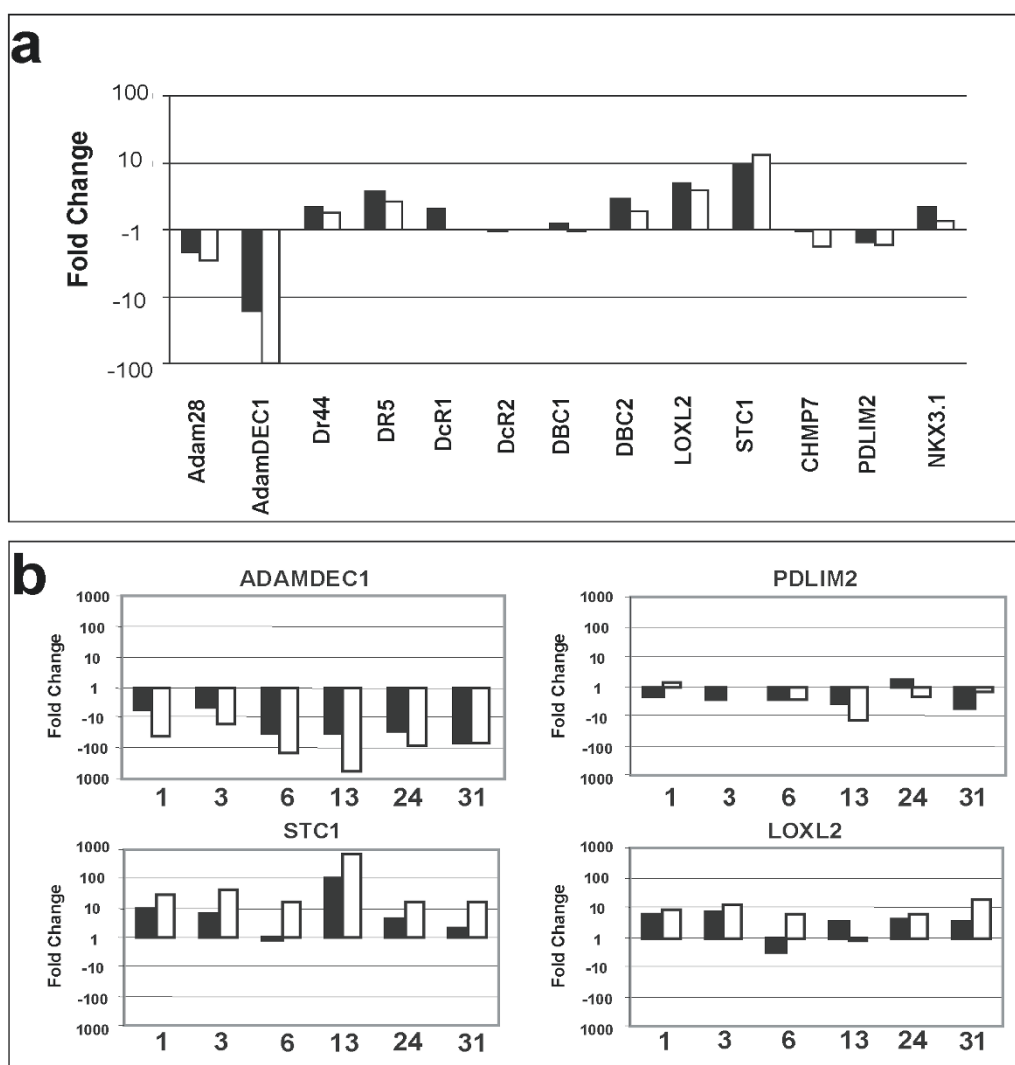 a
Fold Change
100
10
-1
-10
-100
Adam28
AdamDEC1
Dr44
DR5
DcR1
DcR2
DBC1
DBC2
LOXL2
STC1
CHMP7
PDLIM2
NKX3.1
b
ADAMDEC1
Fold Change
1000
100
10
1
-10
-100
1000
1 3 6 13 24 31
PDLIM2
Fold Change
1000
100
10
1
-10
-100
1000
1 3 6 13 24 31
STC1
Fold Change
1000
100
10
1
-10
-100
1000
1 3 6 13 24 31
LOXL2
Fold Change
1000
100
10
1
-10
-100
1000
1 3 6 13 24 31